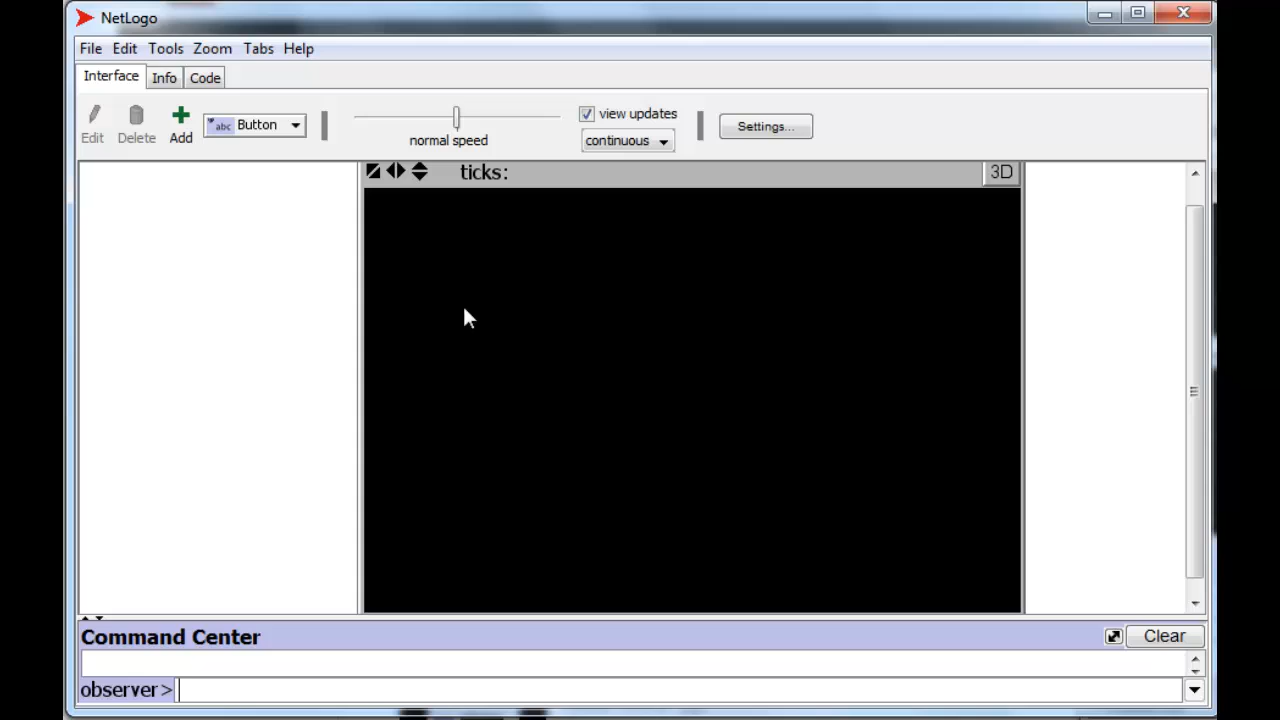 NetLogo
File Edit Tools Zoom Tabs Help
Interface Info Code
Edit Delete Add abc Button normal speed view updates continuous Settings...
ticks: 3D
Command Center Clear
observer>